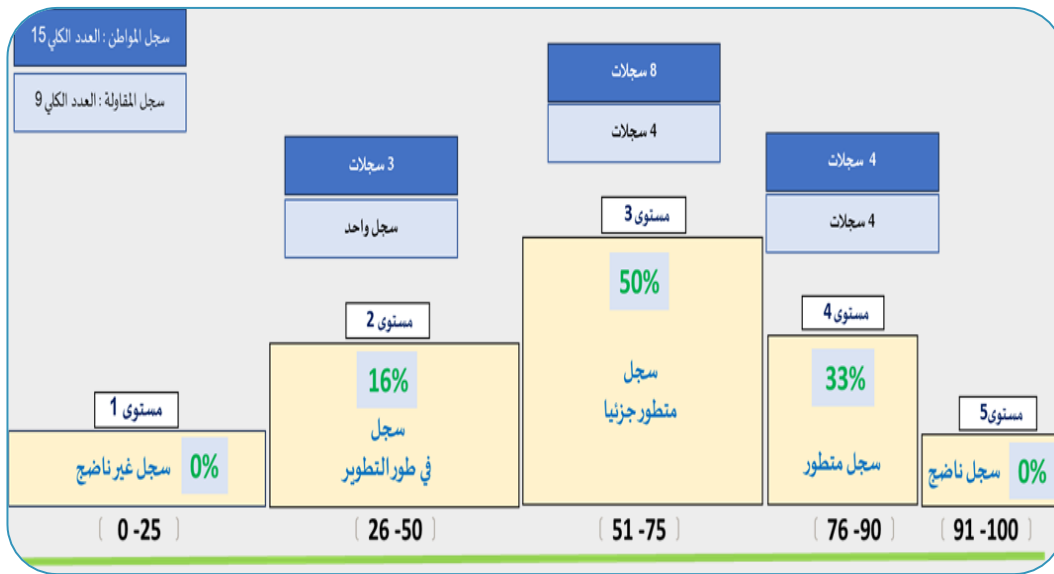 سجل المواطن : العدد الكلي 15
سجل المقاولة : العدد الكلي 9
8 سجلات
4 سجلات
3 سجلات
سجل واحد
4 سجلات
4 سجلات
مستوى 3
50%
سجل
متطور جزئيا
مستوى 2
16%
سجل
في طور التطوير
مستوى 4
33%
سجل متطور
مستوى 1
سجل غير ناضج 0%
مستوى5
سجل ناضج 0%
( 0 -25 )
( 26 -50 )
( 51 -75 )
( 76 -90 )
( 91 -100 )